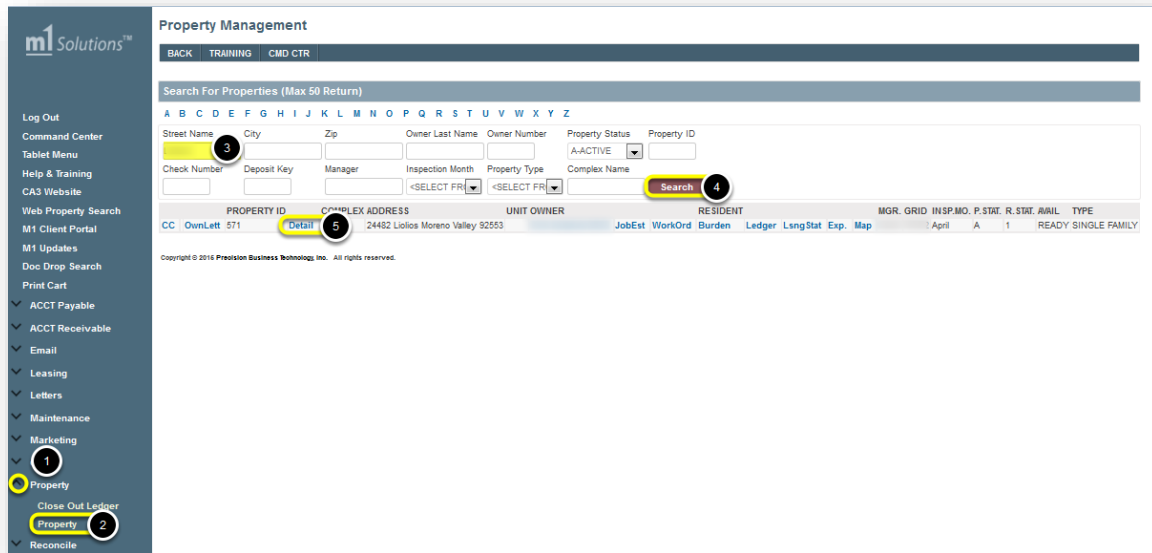 m1 Solutions™
Log Out
Command Center
Tablet Menu
Help & Training
CA3 Website
Web Property Search
M1 Client Portal
M1 Updates
Doc Drop Search
Print Cart
ACCT Payable
ACCT Receivable
Email
Leasing
Letters
Maintenance
Marketing
1
Property
Close Out Ledger
Property 2
Reconcile
Property Management
BACK TRAINING CMD CTR
Search For Properties (Max 50 Return)
A B C D E F G H I J K L M N O P Q R S T U V W X Y Z
Street Name City Zip Owner Last Name Owner Number Property Status Property ID
3 A-ACTIVE
Check Number Deposit Key Manager Inspection Month Property Type Complex Name
<SELECT FR <SELECT FR Search 4
PROPERTY ID COMPLEX ADDRESS UNIT OWNER RESIDENT MGR. GRID INSP.MO. P.STAT. R.STAT. AVAIL TYPE
CC OwnLett 571 Detail 5 24482 Liolios Moreno Valley 92553 JobEst WorkOrd Burden Ledger LsngStat Exp. Map April A 1 READY SINGLE FAMILY
Copyright © 2016 Precision Business Technology, Inc. All rights reserved.